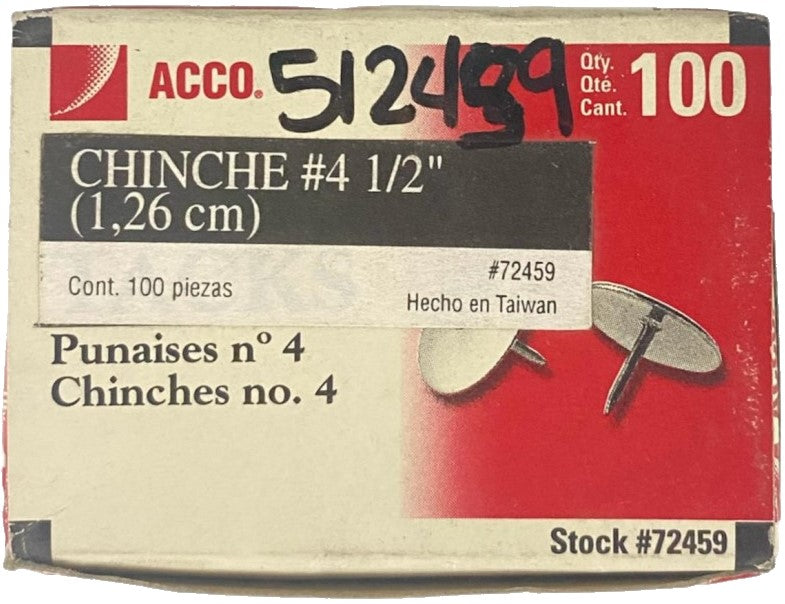 ACCO®
Qty.
Qté.
Cant.
100
CHINCHE #4 1/2"
(1,26 cm)
Cont. 100 piezas
#72459
Hecho en Taiwan
Punaises nº 4
Chinches no. 4
Stock #72459